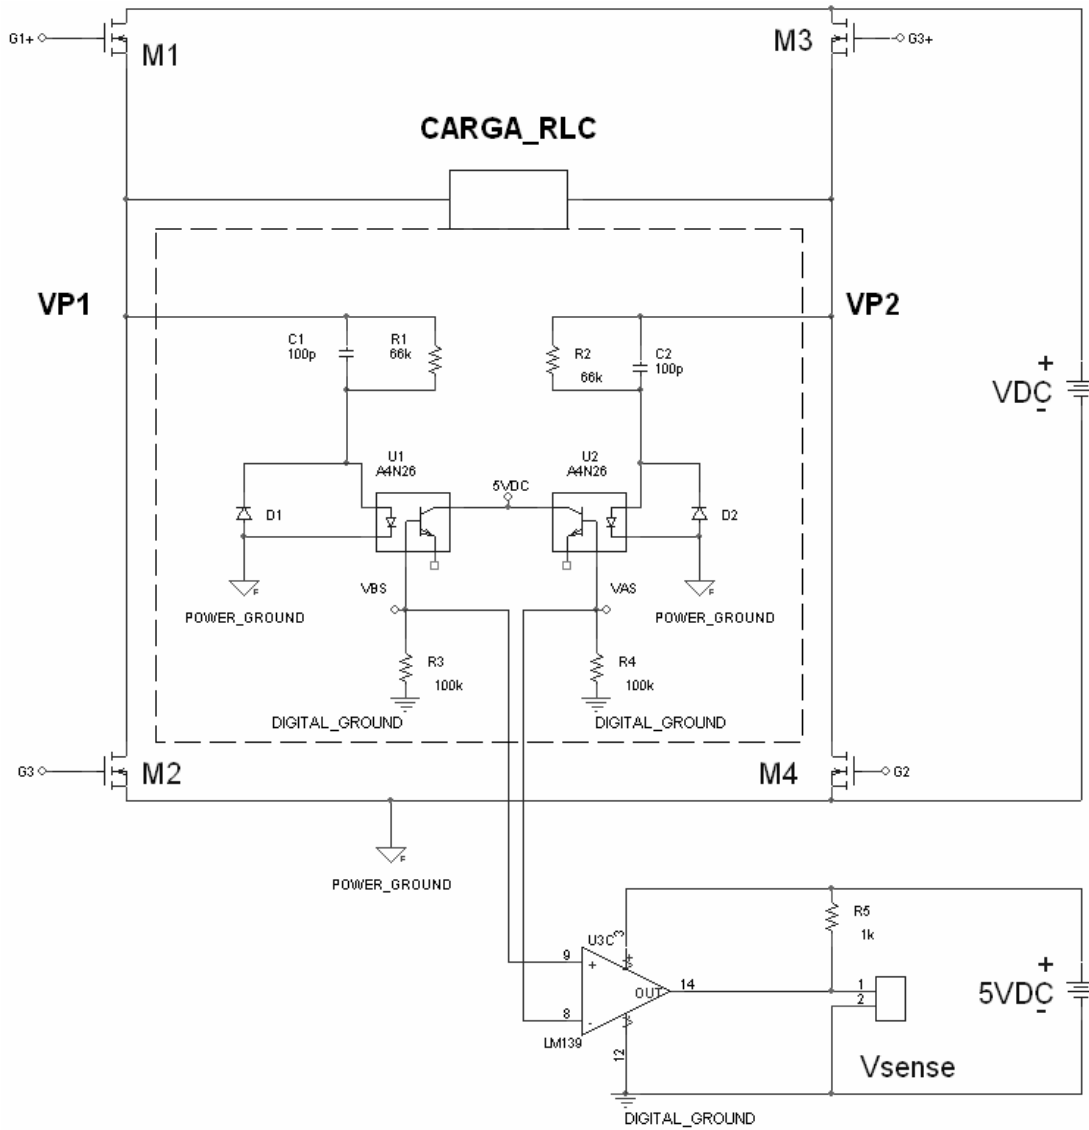 G1+
M1
M3
G3+
CARGA_RLC
VP1
VP2
C1
100p
R1
66k
R2
66k
C2
100p
+
VDC
-
U1
A4N26
5VDC
U2
A4N26
D1
D2
F
POWER_GROUND
VBS
VAS
F
POWER_GROUND
R3
100k
R4
100k
DIGITAL_GROUND
DIGITAL_GROUND
G3
M2
M4
G2
F
POWER_GROUND
R5
1k
U3C
3
+
9
+
OUT
14
1
2
+
5VDC
-
8
-
LM139
12
Vsense
DIGITAL_GROUND